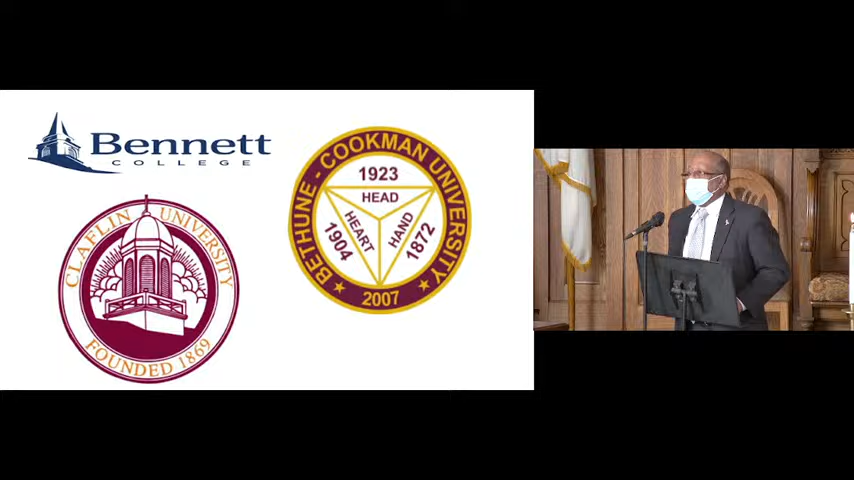 Bennett
COLLEGE
CLAFLIN UNIVERSITY
FOUNDED 1869
BETHUNE - COOKMAN UNIVERSITY
1923
HEAD
HEART
HAND
1904
1872
2007